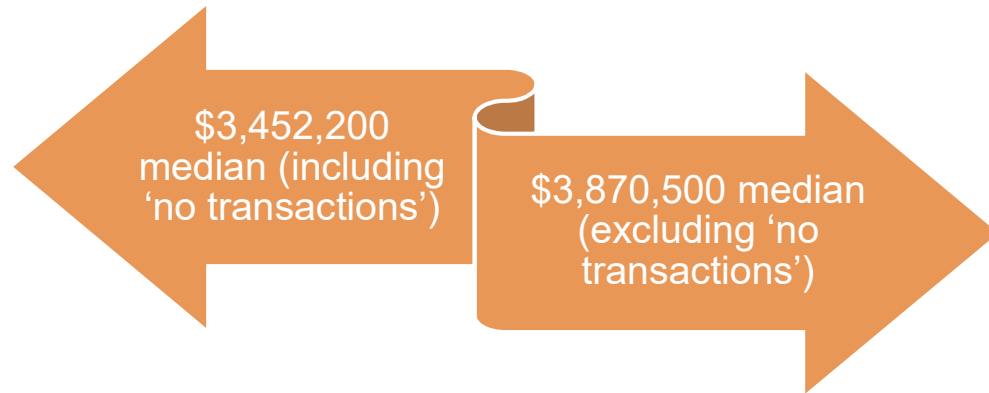 $3,452,200
median (including
‘no transactions’)
$3,870,500 median
(excluding ‘no
transactions’)